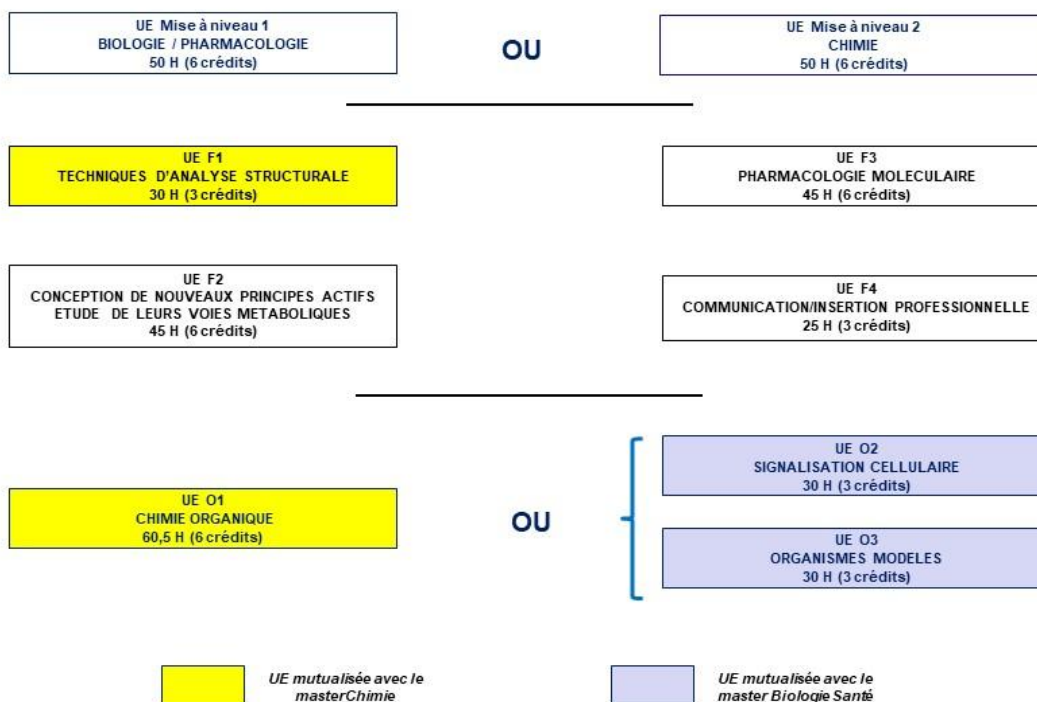 UE Mise à niveau 1
BIOLOGIE / PHARMACOLOGIE
50 H (6 crédits)
OU
UE Mise à niveau 2
CHIMIE
50 H (6 crédits)
UE F1
TECHNIQUES D'ANALYSE STRUCTURALE
30 H (3 crédits)
UE F3
PHARMACOLOGIE MOLECULAIRE
45 H (6 crédits)
UE F2
CONCEPTION DE NOUVEAUX PRINCIPES ACTIFS
ETUDE DE LEURS VOIES METABOLIQUES
45 H (6 crédits)
UE F4
COMMUNICATION/INSERTION PROFESSIONNELLE
25 H (3 crédits)
UE O1
CHIMIE ORGANIQUE
60,5 H (6 crédits)
OU
UE O2
SIGNALISATION CELLULAIRE
30 H (3 crédits)
UE O3
ORGANISMES MODELES
30 H (3 crédits)
UE mutualisée avec le
masterChimie
UE mutualisée avec le
master Biologie Santé